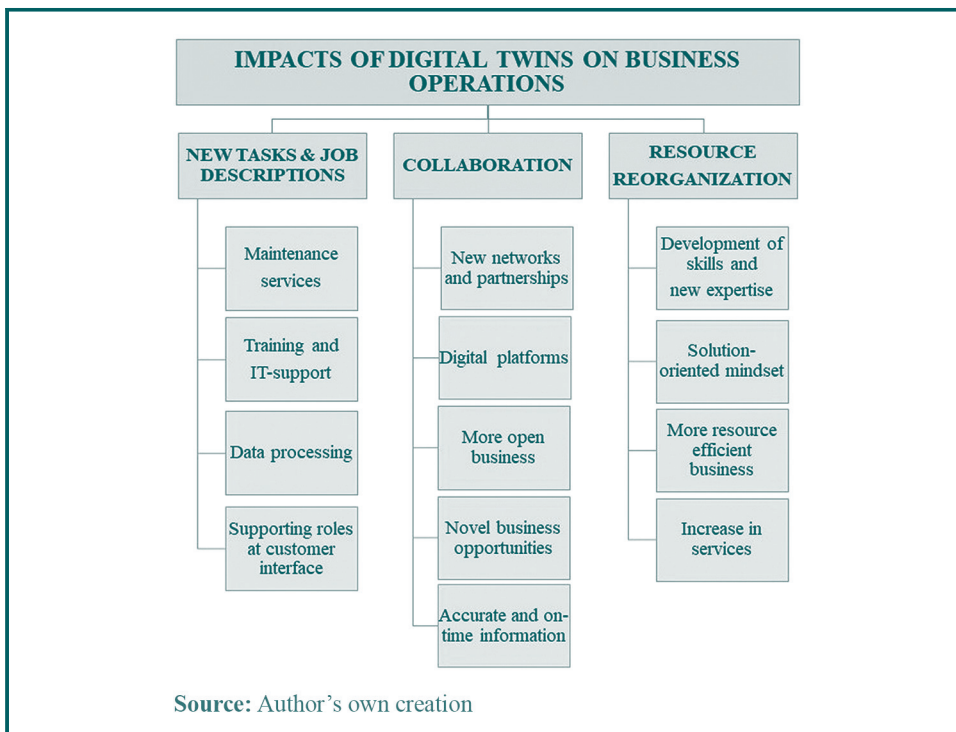 IMPACTS OF DIGITAL TWINS ON BUSINESS
OPERATIONS
NEW TASKS & JOB
DESCRIPTIONS
Maintenance
services
Training and
IT-support
Data processing
Supporting roles
at customer
interface
COLLABORATION
New networks
and partnerships
Digital platforms
More open
business
Novel business
opportunities
Accurate and on-
time information
RESOURCE
REORGANIZATION
Development of
skills and
new expertise
Solution-
oriented mindset
More resource
efficient
business
Increase in
services
Source: Author’s own creation